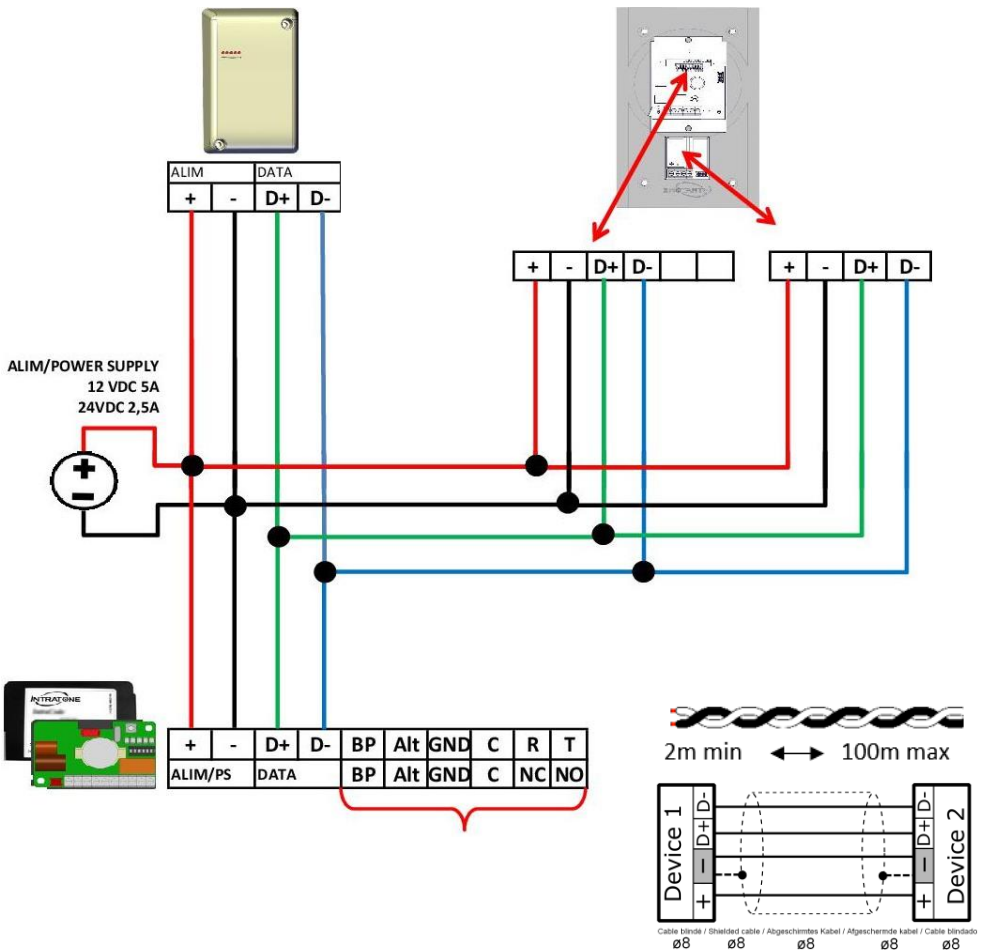 ALIM DATA
+ - D+ D-
+ - D+ D-
+ - D+ D-
ALIM/POWER SUPPLY
12 VDC 5A
24VDC 2,5A
+
-
INTRATONE
+ - D+ D- BP Alt GND C R T
ALIM/PS DATA BP Alt GND C NC NO
2m min 100m max
Device 1
D-
D+
-
+
Device 2
D-
D+
-
+
Cable blindé / Shielded cable / Abgeschirmtes Kabel / Afgeschermde kabel / Cable blindado
ø8 ø8 ø8 ø8 ø8